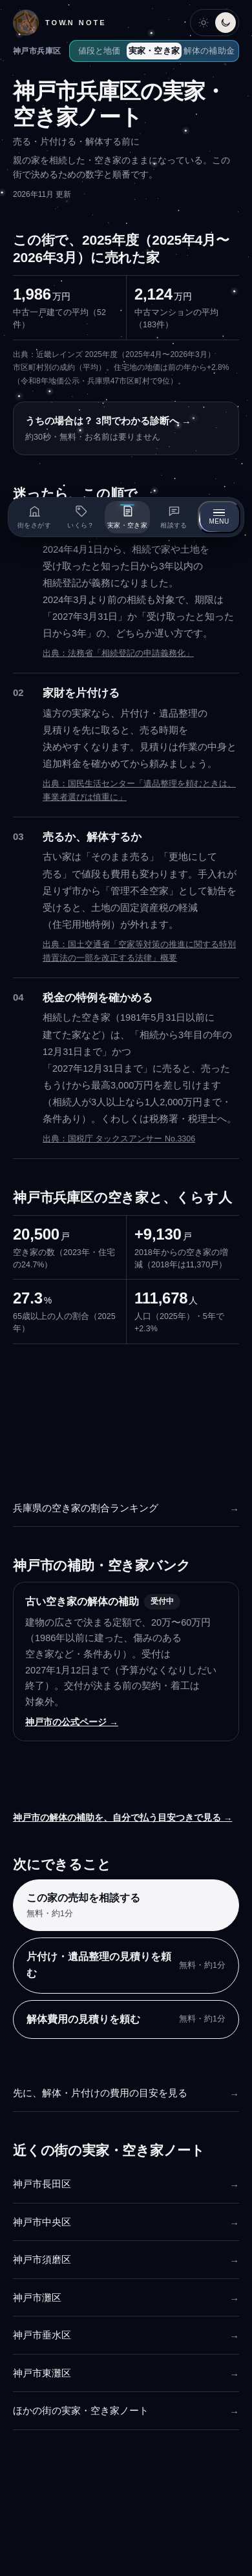 TOWN NOTE
神戸市兵庫区
値段と地価
実家・空き家
解体の補助金
神戸市兵庫区の実家・
空き家ノート
売る・片付ける・解体する前に
親の家を相続した・空き家のままになっている。この
街で決めるための数字と順番です。
2026年11月 更新
この街で、2025年度（2025年4月〜
2026年3月）に売れた家
1,986万円
中古一戸建ての平均（52
件）
2,124万円
中古マンションの平均
（183件）
出典：近畿レインズ 2025年度（2025年4月〜2026年3月）・
市区町村別の成約（平均）。住宅地の地価は前の年から+2.8%
（令和8年地価公示・兵庫県47市区町村で9位）。
うちの場合は？ 3問でわかる診断へ →
約30秒・無料・お名前は要りません
迷ったら、この順で
街をさがす
いくら？
実家・空き家
相談する
MENU
2024年4月1日から、相続で家や土地を
受け取ったと知った日から3年以内の
相続登記が義務になりました。
2024年3月より前の相続も対象で、期限は
「2027年3月31日」か「受け取ったと知った
日から3年」の、どちらか遅い方です。
出典：法務省「相続登記の申請義務化」
02
家財を片付ける
遠方の実家なら、片付け・遺品整理の
見積りを先に取ると、売る時期を
決めやすくなります。見積りは作業の中身と
追加料金を確かめてから頼みましょう。
出典：国民生活センター「遺品整理を頼むときは、
事業者選びは慎重に」
03
売るか、解体するか
古い家は「そのまま売る」「更地にして
売る」で値段も費用も変わります。手入れが
足りず市から「管理不全空家」として勧告を
受けると、土地の固定資産税の軽減
（住宅用地特例）が外れます。
出典：国土交通省「空家等対策の推進に関する特別
措置法の一部を改正する法律」概要
04
税金の特例を確かめる
相続した空き家（1981年5月31日以前に
建てた家など）は、「相続から3年目の年の
12月31日まで」かつ
「2027年12月31日まで」に売ると、売った
もうけから最高3,000万円を差し引けます
（相続人が3人以上なら1人2,000万円まで・
条件あり）。くわしくは税務署・税理士へ。
出典：国税庁 タックスアンサー No.3306
神戸市兵庫区の空き家と、くらす人
20,500戸
空き家の数（2023年・住宅
の24.7%）
+9,130戸
2018年からの空き家の増
減（2018年は11,370戸）
27.3%
65歳以上の人の割合（2025
年）
111,678人
人口（2025年）・5年で
+2.3%
兵庫県の空き家の割合ランキング →
神戸市の補助・空き家バンク
古い空き家の解体の補助 受付中
建物の広さで決まる定額で、20万〜60万円
（1986年以前に建った、傷みのある
空き家など・条件あり）。受付は
2027年1月12日まで（予算がなくなりしだい
終了）。交付が決まる前の契約・着工は
対象外。
神戸市の公式ページ →
神戸市の解体の補助を、自分で払う目安つきで見る →
次にできること
この家の売却を相談する
無料・約1分
片付け・遺品整理の見積りを頼
む
無料・約1分
解体費用の見積りを頼む
無料・約1分
先に、解体・片付けの費用の目安を見る →
近くの街の実家・空き家ノート
神戸市長田区 →
神戸市中央区 →
神戸市須磨区 →
神戸市灘区 →
神戸市垂水区 →
神戸市東灘区 →
ほかの街の実家・空き家ノート →